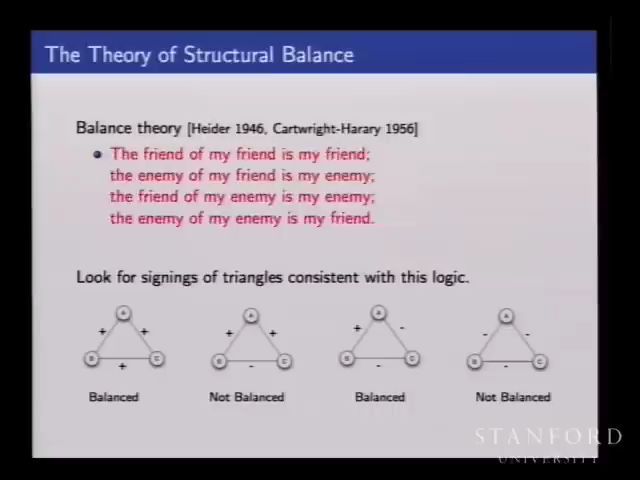 The Theory of Structural Balance
Balance theory [Heider 1946, Cartwright-Harary 1956]
The friend of my friend is my friend;
the enemy of my friend is my enemy;
the friend of my enemy is my enemy;
the enemy of my enemy is my friend.
Look for signings of triangles consistent with this logic.
A A A A
+ + + + + - - -
B C B C B C B C
+ - - -
Balanced Not Balanced Balanced Not Balanced
STANFORD
UNIVERSITY